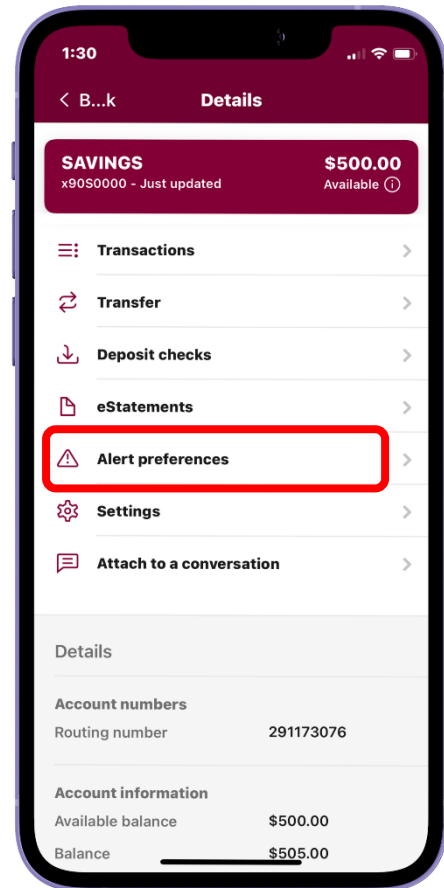 1:30
B...k Details
SAVINGS $500.00
x90S0000 - Just updated Available
Transactions
Transfer
Deposit checks
eStatements
Alert preferences
Settings
Attach to a conversation
Details
Account numbers
Routing number 291173076
Account information
Available balance $500.00
Balance $505.00